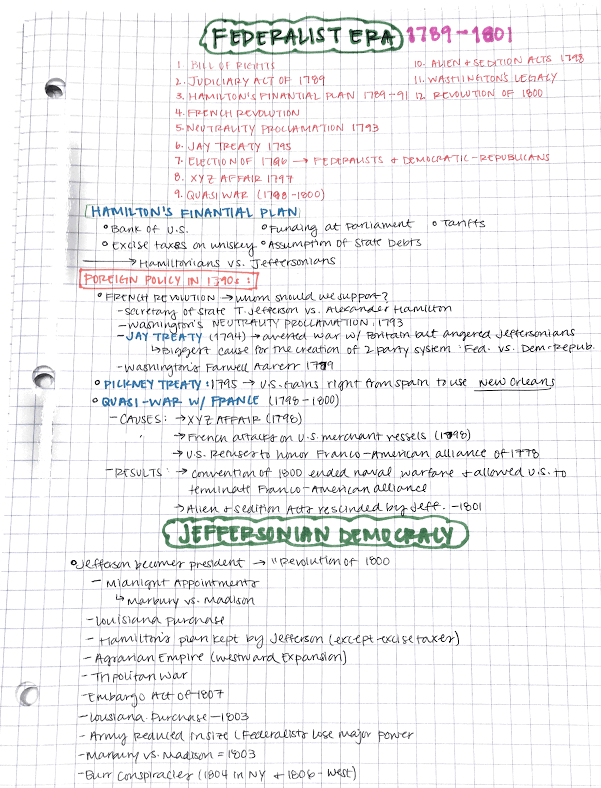 FEDERALIST ERA 1789-1801
1. BILL OF RIGHTS
2. JUDICIARY ACT OF 1789
3. HAMILTON'S FINANCIAL PLAN 1789-91
4. FRENCH REVOLUTION
5. NEUTRALITY PROCLAMATION 1793
6. JAY TREATY 1795
7. ELECTION OF 1796 → FEDERALISTS & DEMOCRATIC-REPUBLICANS
8. XYZ AFFAIR 1797
9. QUASI WAR (1798-1800)
10. ALIEN & SEDITION ACTS 1798
11. WASHINGTON'S LEGACY
12. REVOLUTION OF 1800
HAMILTON'S FINANTIAL PLAN
° Bank of U.S. ° Funding at Parliament ° Tariffs
° Excise taxes on whiskey ° Assumption of State Debts
→ Hamiltonians vs. Jeffersonians
FOREIGN POLICY IN 1790s:
° FRENCH REVOLUTION → whom should we support?
- Secretary of State T. Jefferson vs. Alexander Hamilton
- Washington's NEUTRALITY PROCLAMATION: 1793
- JAY TREATY (1794) → averted war w/ Britain but angered Jeffersonians
↳ Biggest cause for the creation of 2 party system: Fed. vs. Dem-Repub.
- Washington's Farwell
° PICKNEY TREATY: 1795 → U.S. gains right from Spain to use New Orleans
° QUASI-WAR W/ FRANCE (1798-1800)
- CAUSES: → XYZ AFFAIR (1798)
→ French attacks on U.S. merchant vessels (1798)
→ U.S. Refuses to honor Franco-American alliance of 1778
- RESULTS: → Convention of 1800 ended naval warfare & allowed U.S. to
terminate Franco-American alliance
→ Alien & Sedition Acts rescinded by Jeff. - 1801
JEFFERSONIAN DEMOCRACY
° Jefferson becomes president → "Revolution of 1800
- Midnight Appointments
↳ Marbury vs. Madison
- Louisiana Purchase
- Hamilton's plan kept by Jefferson (except excise taxes)
- Agrarian Empire (westward Expansion)
- Tripolitan War
- Embargo Act of 1807
- Lousiana Purchase - 1803
- Army Reduced in size (Federalists lose major power
- Marbury vs. Madison = 1803
- Burr Conspiracies (1804 in NY & 1806 - West)